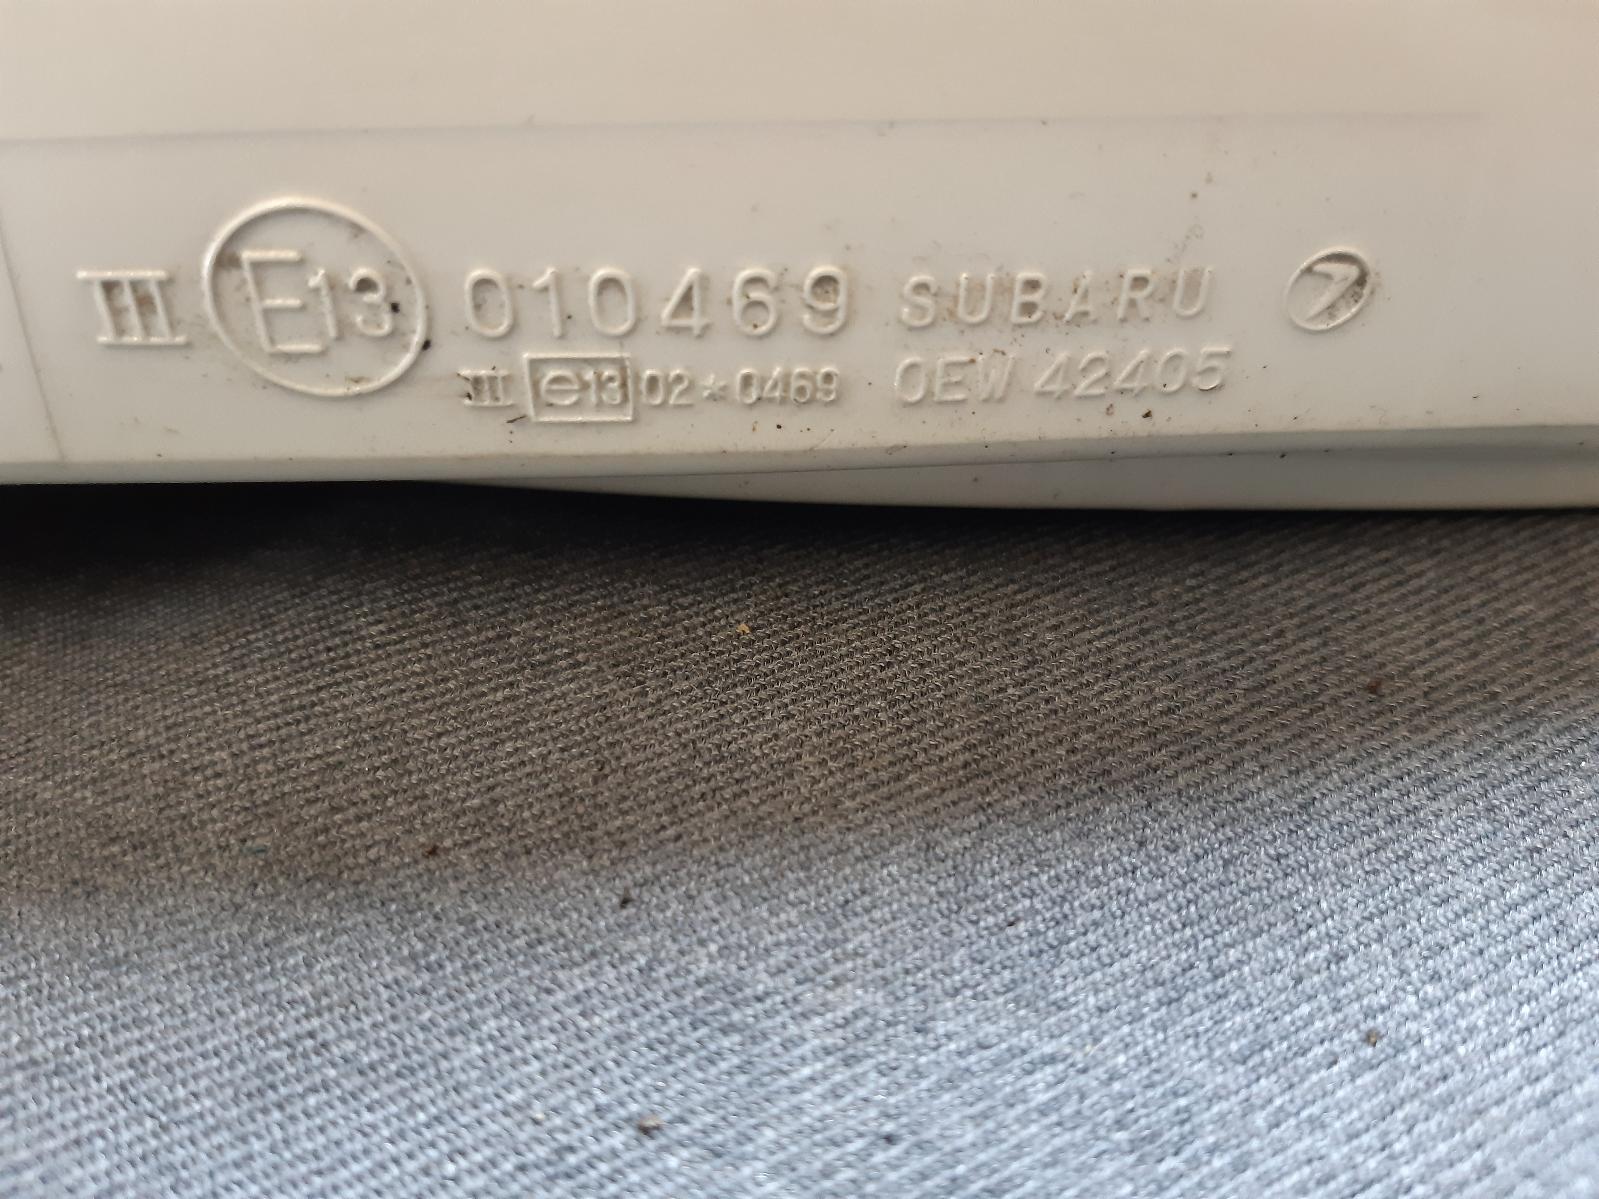 III E13 010469 SUBARU
III e13 02*0469 OEW 42405